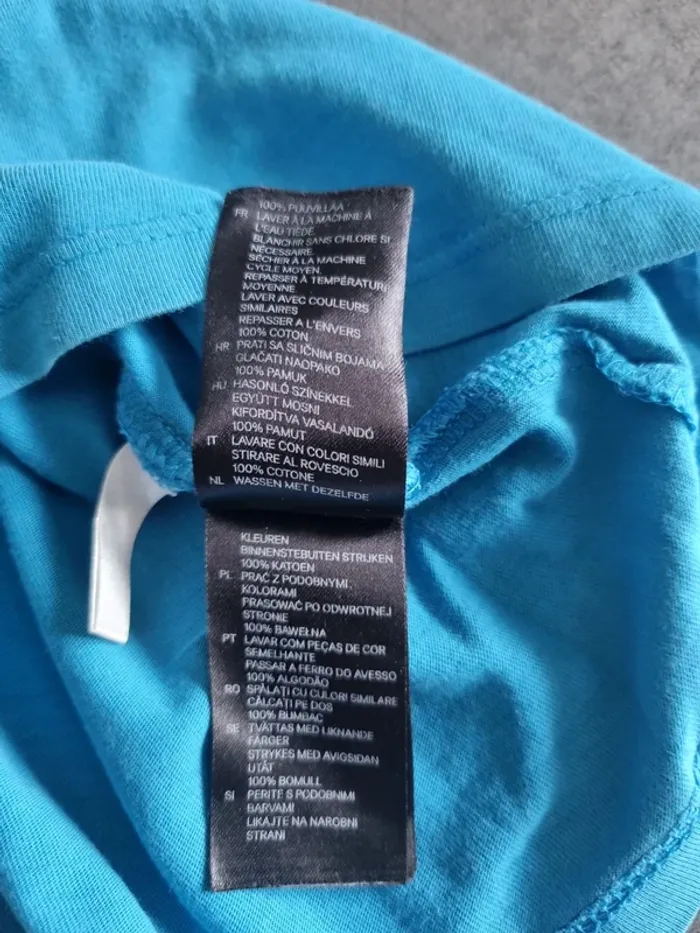 100% PUUVILLAA
FR LAVER À LA MACHINE À
L'EAU TIÈDE
BLANCHIR SANS CHLORE SI
NÉCESSAIRE
SÉCHER À LA MACHINE
CYCLE MOYEN.
REPASSER À TEMPÉRATUR
MOYENNE
LAVER AVEC COULEURS
SIMILAIRES
REPASSER A L'ENVERS
100% COTON
HR PRATI SA SLIČNIM BOJAMA
GLAČATI NAOPAKO
100% PAMUK
HU HASONLÓ SZÍNEKKEL
EGYÜTT MOSNI
KIFORDÍTVA VASALANDÓ
100% PAMUT
IT LAVARE CON COLORI SIMILI
STIRARE AL ROVESCIO
100% COTONE
NL WASSEN MET DEZELFDE
KLEUREN
BINNENSTEBUITEN STRIJKEN
100% KATOEN
PL PRAĆ Z PODOBNYMI
KOLORAMI
PRASOWAĆ PO ODWROTNEJ
STRONIE
100% BAWEŁNA
PT LAVAR COM PEÇAS DE COR
SEMELHANTE
PASSAR A FERRO DO AVESSO
100% ALGODÃO
RO SPĂLAȚI CU CULORI SIMILARE
CĂLCAȚI PE DOS
100% BUMBAC
SE TVÄTTAS MED LIKNANDE
FÄRGER
STRYKES MED AVIGSIDAN
UTÅT
100% BOMULL
SI PERITE S PODOBNIMI
BARVAMI
LIKAJTE NA NAROBNI
STRANI